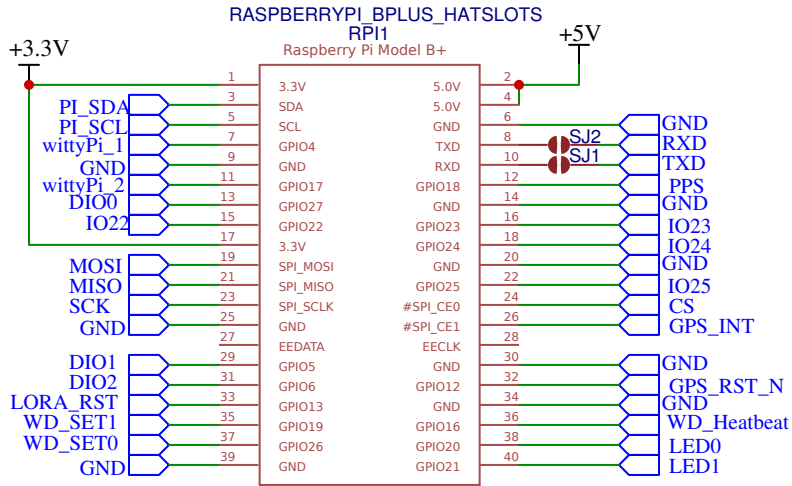 RASPBERRYPI_BPLUS_HATSLOTS
RPI1
Raspberry Pi Model B+
+3.3V
+5V
1 3.3V 5.0V 2
PI_SDA 3 SDA 5.0V 4
PI_SCL 5 SCL GND 6 GND
wittyPi_1 7 GPIO4 TXD 8 SJ2 RXD
GND 9 GND RXD 10 SJ1 TXD
wittyPi_2 11 GPIO17 GPIO18 12 PPS
DIO0 13 GPIO27 GND 14 GND
IO22 15 GPIO22 GPIO23 16 IO23
17 3.3V GPIO24 18 IO24
MOSI 19 SPI_MOSI GND 20 GND
MISO 21 SPI_MISO GPIO25 22 IO25
SCK 23 SPI_SCLK #SPI_CE0 24 CS
GND 25 GND #SPI_CE1 26 GPS_INT
27 EEDATA EECLK 28
DIO1 29 GPIO5 GND 30 GND
DIO2 31 GPIO6 GPIO12 32 GPS_RST_N
LORA_RST 33 GPIO13 GND 34 GND
WD_SET1 35 GPIO19 GPIO16 36 WD_Heatbeat
WD_SET0 37 GPIO26 GPIO20 38 LED0
GND 39 GND GPIO21 40 LED1